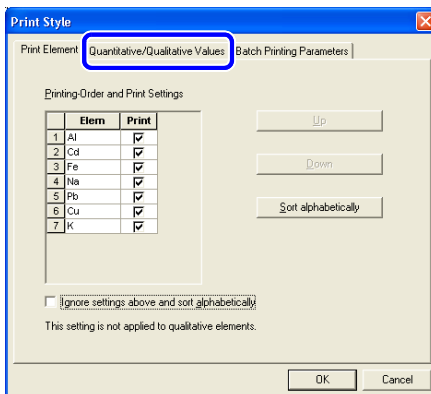 Print Style
Print Element Quantitative/Qualitative Values Batch Printing Parameters
Printing-Order and Print Settings
Elem Print
1 Al
2 Cd
3 Fe
4 Na
5 Pb
6 Cu
7 K
Up
Down
Sort alphabetically
Ignore settings above and sort alphabetically
This setting is not applied to qualitative elements.
OK Cancel